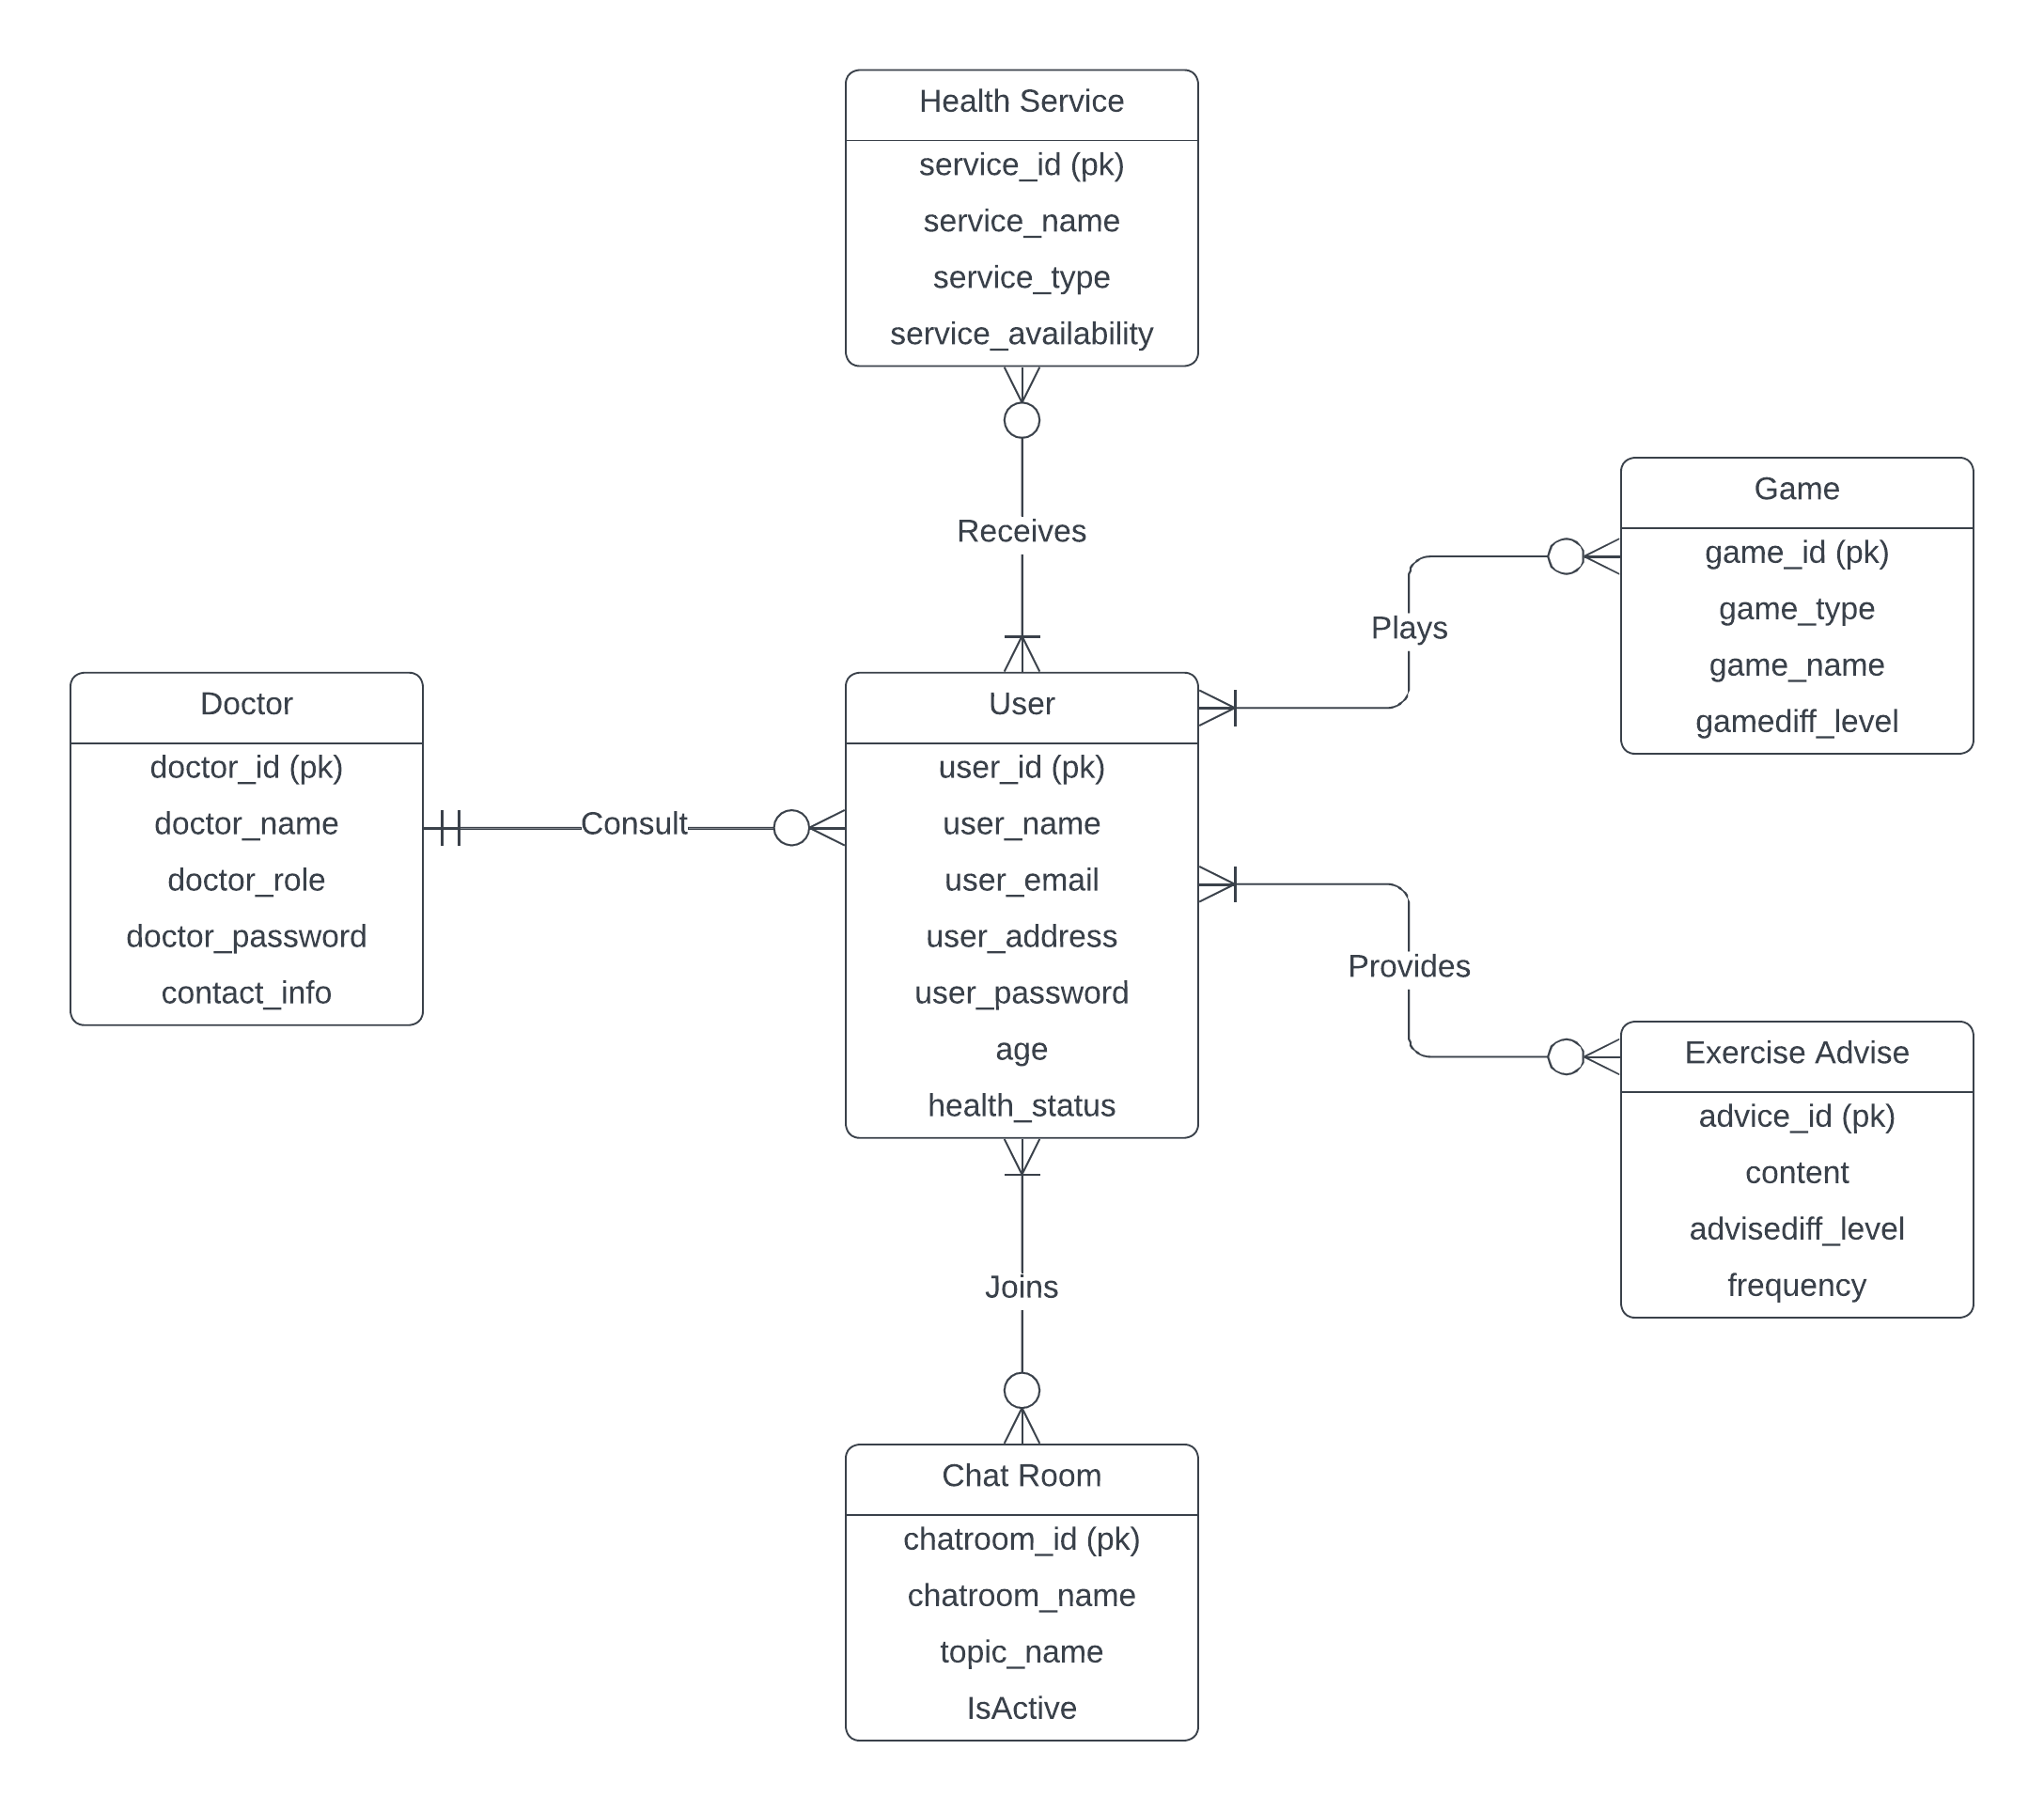 Health Service
service_id (pk)
service_name
service_type
service_availability
Receives
Game
game_id (pk)
game_type
game_name
gamediff_level
Plays
Doctor
doctor_id (pk)
doctor_name
doctor_role
doctor_password
contact_info
Consult
User
user_id (pk)
user_name
user_email
user_address
user_password
age
health_status
Provides
Exercise Advise
advice_id (pk)
content
advisediff_level
frequency
Joins
Chat Room
chatroom_id (pk)
chatroom_name
topic_name
IsActive